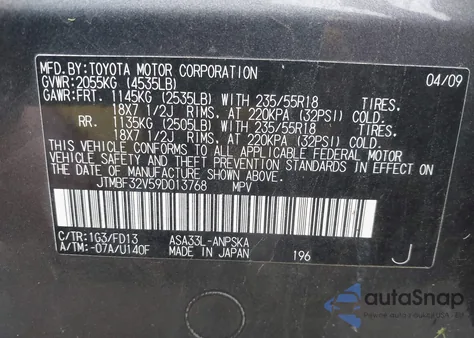 MFD.BY:TOYOTA MOTOR CORPORATION 04/09
GVWR:2055KG (4535LB)
GAWR:FRT. 1145KG (2535LB) WITH 235/55R18 TIRES.
18X7 1/2J RIMS, AT 220KPA (32PSI) COLD.
RR. 1135KG (2505LB) WITH 235/55R18 TIRES.
18X7 1/2J RIMS, AT 220KPA (32PSI) COLD.
THIS VEHICLE CONFORMS TO ALL APPLICABLE FEDERAL MOTOR
VEHICLE SAFETY, AND THEFT PREVENTION STANDARDS IN
EFFECT ON THE DATE OF MANUFACTURE SHOWN ABOVE.
JTMBF32V59D013768 MPV
C/TR:1G3/FD13 ASA33L-ANPSKA
A/TM:-07A/U140F MADE IN JAPAN 196 J
autoSnap